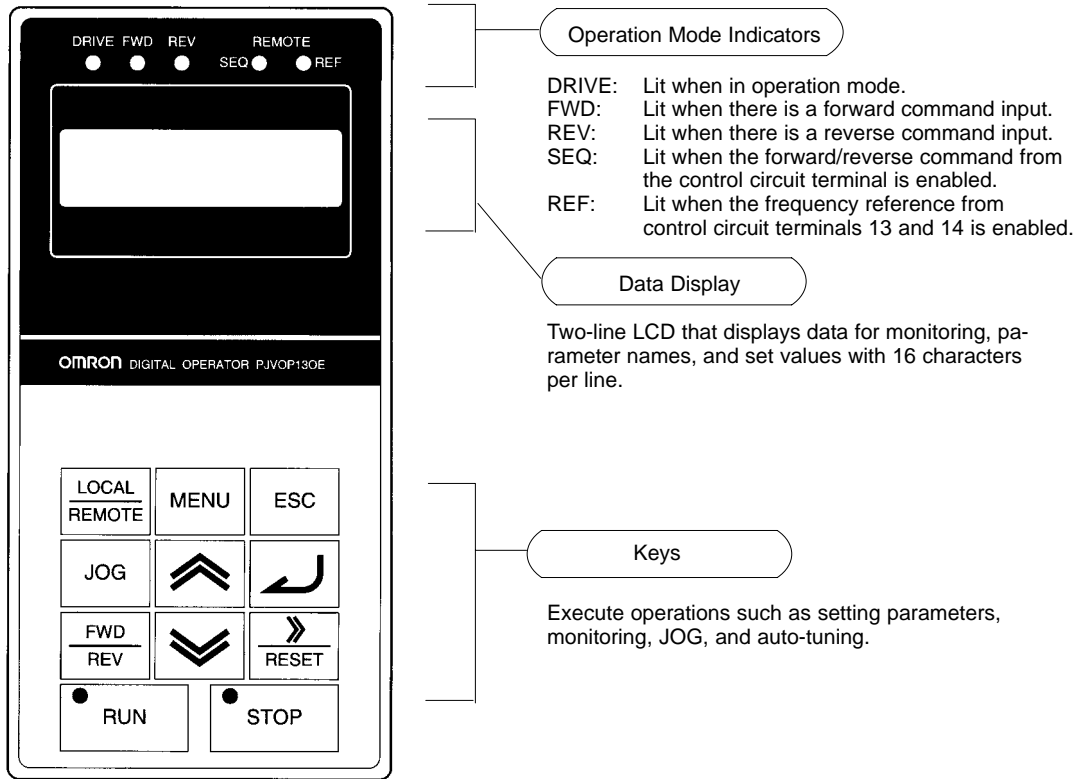 DRIVE FWD REV REMOTE
SEQ REF
OMRON DIGITAL OPERATOR PJVOP130E
LOCAL
REMOTE
MENU
ESC
JOG
FWD
REV
RESET
RUN
STOP
Operation Mode Indicators
DRIVE: Lit when in operation mode.
FWD: Lit when there is a forward command input.
REV: Lit when there is a reverse command input.
SEQ: Lit when the forward/reverse command from
the control circuit terminal is enabled.
REF: Lit when the frequency reference from
control circuit terminals 13 and 14 is enabled.
Data Display
Two-line LCD that displays data for monitoring, pa-
rameter names, and set values with 16 characters
per line.
Keys
Execute operations such as setting parameters,
monitoring, JOG, and auto-tuning.